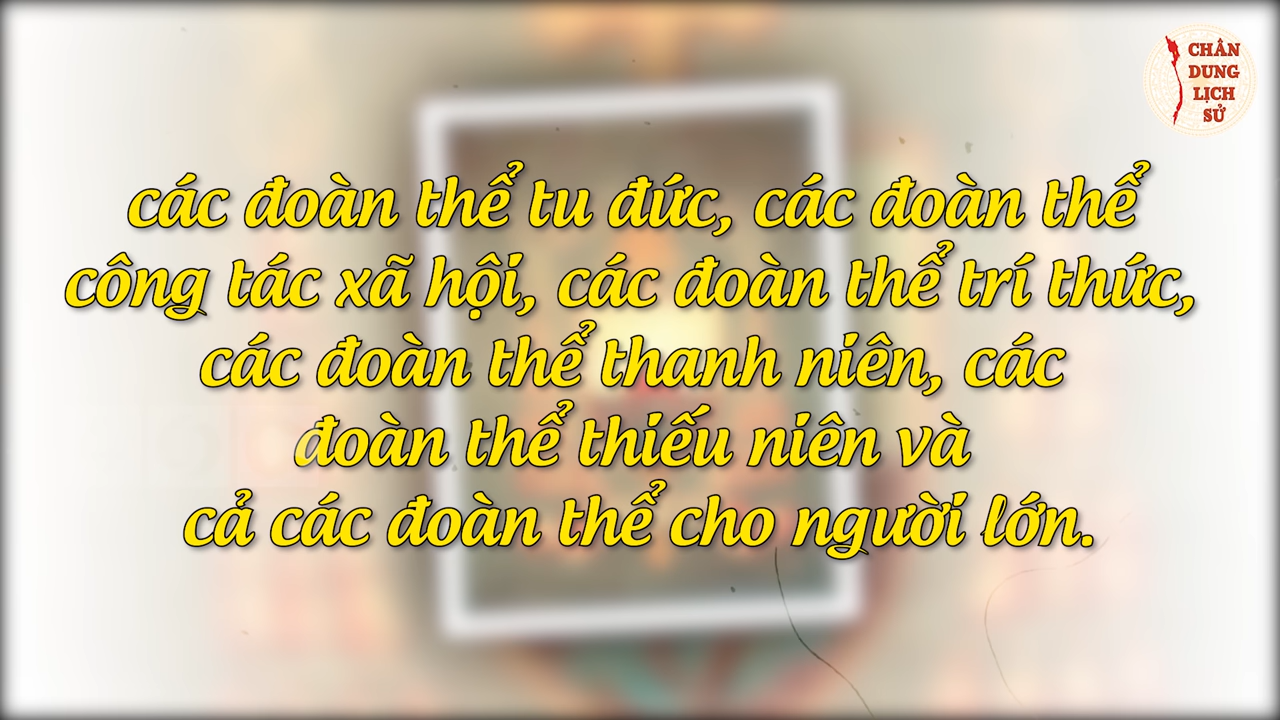 CHÂN
DUNG
LỊCH
SỬ
các đoàn thể tu đức, các đoàn thể
công tác xã hội, các đoàn thể trí thức,
các đoàn thể thanh niên, các
đoàn thể thiếu niên và
cả các đoàn thể cho người lớn.